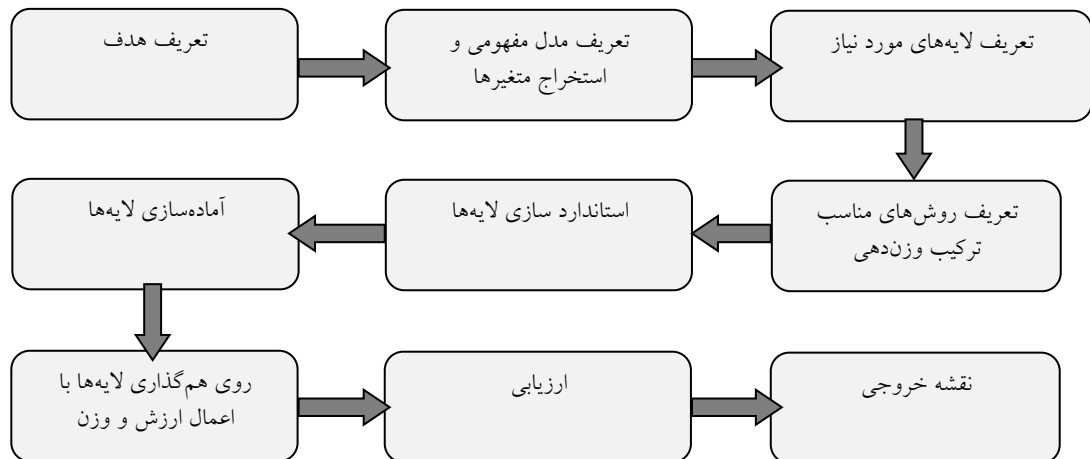 تعریف هدف
تعریف مدل مفهومی و
استخراج متغیرها
تعریف لایه‌های مورد نیاز
تعریف روش‌های مناسب
ترکیب وزن‌دهی
استاندارد سازی لایه‌ها
آماده‌سازی لایه‌ها
روی هم‌گذاری لایه‌ها با
اعمال ارزش و وزن
ارزیابی
نقشه خروجی